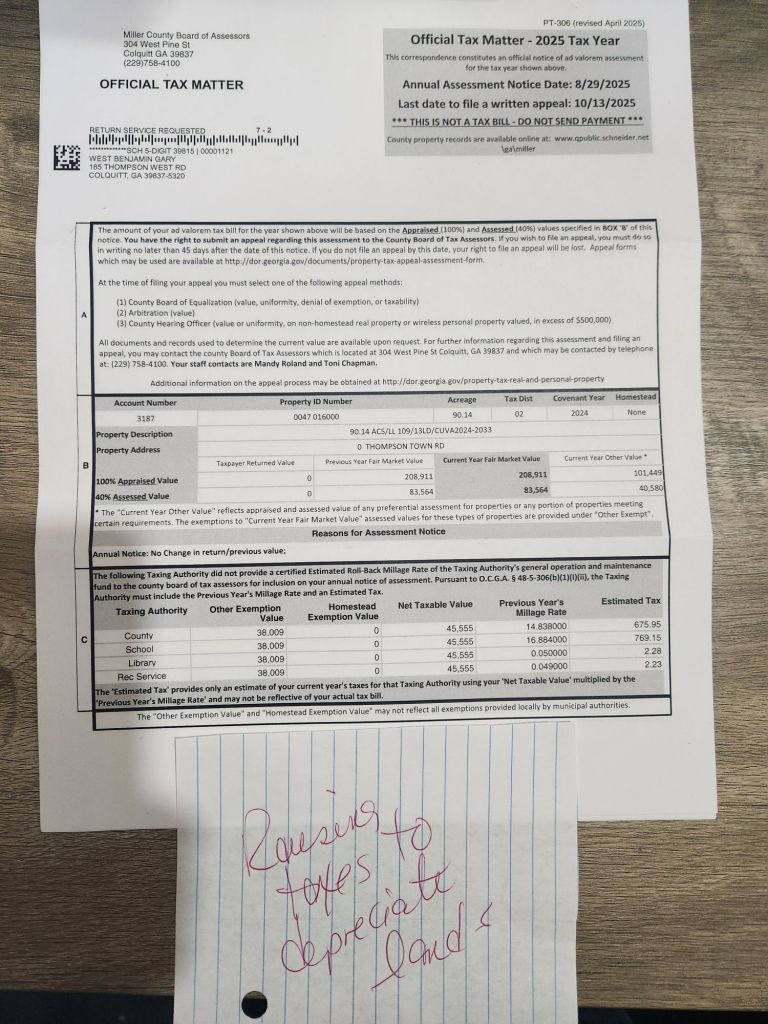 PT-306 (revised April 2025)
Miller County Board of Assessors
304 West Pine St
Colquitt GA 39837
(229)758-4100
OFFICIAL TAX MATTER
Official Tax Matter - 2025 Tax Year
This correspondence constitutes an official notice of ad valorem assessment
for the tax year shown above.
Annual Assessment Notice Date: 8/29/2025
Last date to file a written appeal: 10/13/2025
*** THIS IS NOT A TAX BILL - DO NOT SEND PAYMENT ***
County property records are available online at: www.qpublic.schneider.net
\ga\miller
RETURN SERVICE REQUESTED 7 - 2
SCH 5-DIGIT 39815 | 00001121
WEST BENJAMIN GARY
185 THOMPSON WEST RD
COLQUITT, GA 39837-5320
A
The amount of your ad valorem tax bill for the year shown above will be based on the Appraised (100%) and Assessed (40%) values specified in BOX 'B' of this
notice. You have the right to submit an appeal regarding this assessment to the County Board of Tax Assessors. If you wish to file an appeal, you must do so
in writing no later than 45 days after the date of this notice. If you do not file an appeal by this date, your right to file an appeal will be lost. Appeal forms
which may be used are available at http://dor.georgia.gov/documents/property-tax-appeal-assessment-form.
At the time of filing your appeal you must select one of the following appeal methods:
(1) County Board of Equalization (value, uniformity, denial of exemption, or taxability)
(2) Arbitration (value)
(3) County Hearing Officer (value or uniformity, on non-homestead real property or wireless personal property valued, in excess of $500,000)
All documents and records used to determine the current value are available upon request. For further information regarding this assessment and filing an
appeal, you may contact the county Board of Tax Assessors which is located at 304 West Pine St Colquitt, GA 39837 and which may be contacted by telephone
at: (229) 758-4100. Your staff contacts are Mandy Roland and Toni Chapman.
Additional information on the appeal process may be obtained at http://dor.georgia.gov/property-tax-real-and-personal-property
B
Account Number Property ID Number Acreage Tax Dist Covenant Year Homestead
3187 0047 016000 90.14 02 2024 None
Property Description 90.14 ACS/LL 109/13LD/CUVA2024-2033
Property Address 0 THOMPSON TOWN RD
Taxpayer Returned Value Previous Year Fair Market Value Current Year Fair Market Value Current Year Other Value *
100% Appraised Value 0 208,911 208,911 101,449
40% Assessed Value 0 83,564 83,564 40,580
* The "Current Year Other Value" reflects appraised and assessed value of any preferential assessment for properties or any portion of properties meeting
certain requirements. The exemptions to "Current Year Fair Market Value" assessed values for these types of properties are provided under "Other Exempt".
Reasons for Assessment Notice
Annual Notice: No Change in return/previous value;
C
The following Taxing Authority did not provide a certified Estimated Roll-Back Millage Rate of the Taxing Authority's general operation and maintenance
fund to the county board of tax assessors for inclusion on your annual notice of assessment. Pursuant to O.C.G.A. § 48-5-306(b)(1)(I)(ii), the Taxing
Authority must include the Previous Year's Millage Rate and an Estimated Tax.
Taxing Authority Other Exemption Value Homestead Exemption Value Net Taxable Value Previous Year's Millage Rate Estimated Tax
County 38,009 0 45,555 14.838000 675.95
School 38,009 0 45,555 16.884000 769.15
Library 38,009 0 45,555 0.050000 2.28
Rec Service 38,009 0 45,555 0.049000 2.23
The 'Estimated Tax' provides only an estimate of your current year's taxes for that Taxing Authority using your 'Net Taxable Value' multiplied by the
'Previous Year's Millage Rate' and may not be reflective of your actual tax bill.
The "Other Exemption Value" and "Homestead Exemption Value" may not reflect all exemptions provided locally by municipal authorities.
Raising to
taxes
depreciate
land